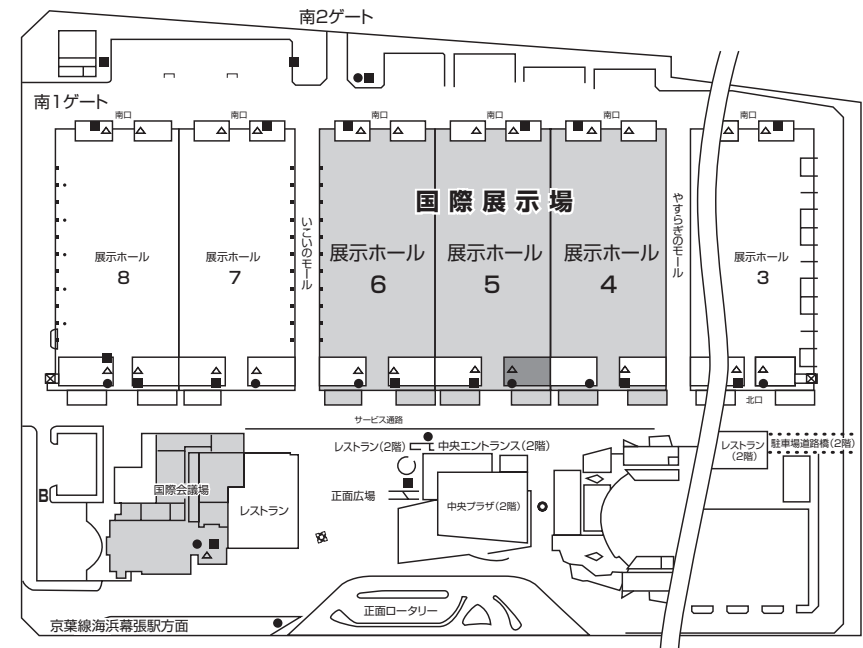 南2ゲート
南1ゲート
南口
南口
南口
南口
南口
南口
国際展示場
いこいのモール
やすらぎのモール
展示ホール
8
展示ホール
7
展示ホール
6
展示ホール
5
展示ホール
4
展示ホール
3
北口
サービス通路
レストラン(2階)
中央エントランス(2階)
レストラン
(2階)
駐車場道路橋(2階)
B
国際会議場
レストラン
正面広場
中央プラザ(2階)
正面ロータリー
京葉線海浜幕張駅方面